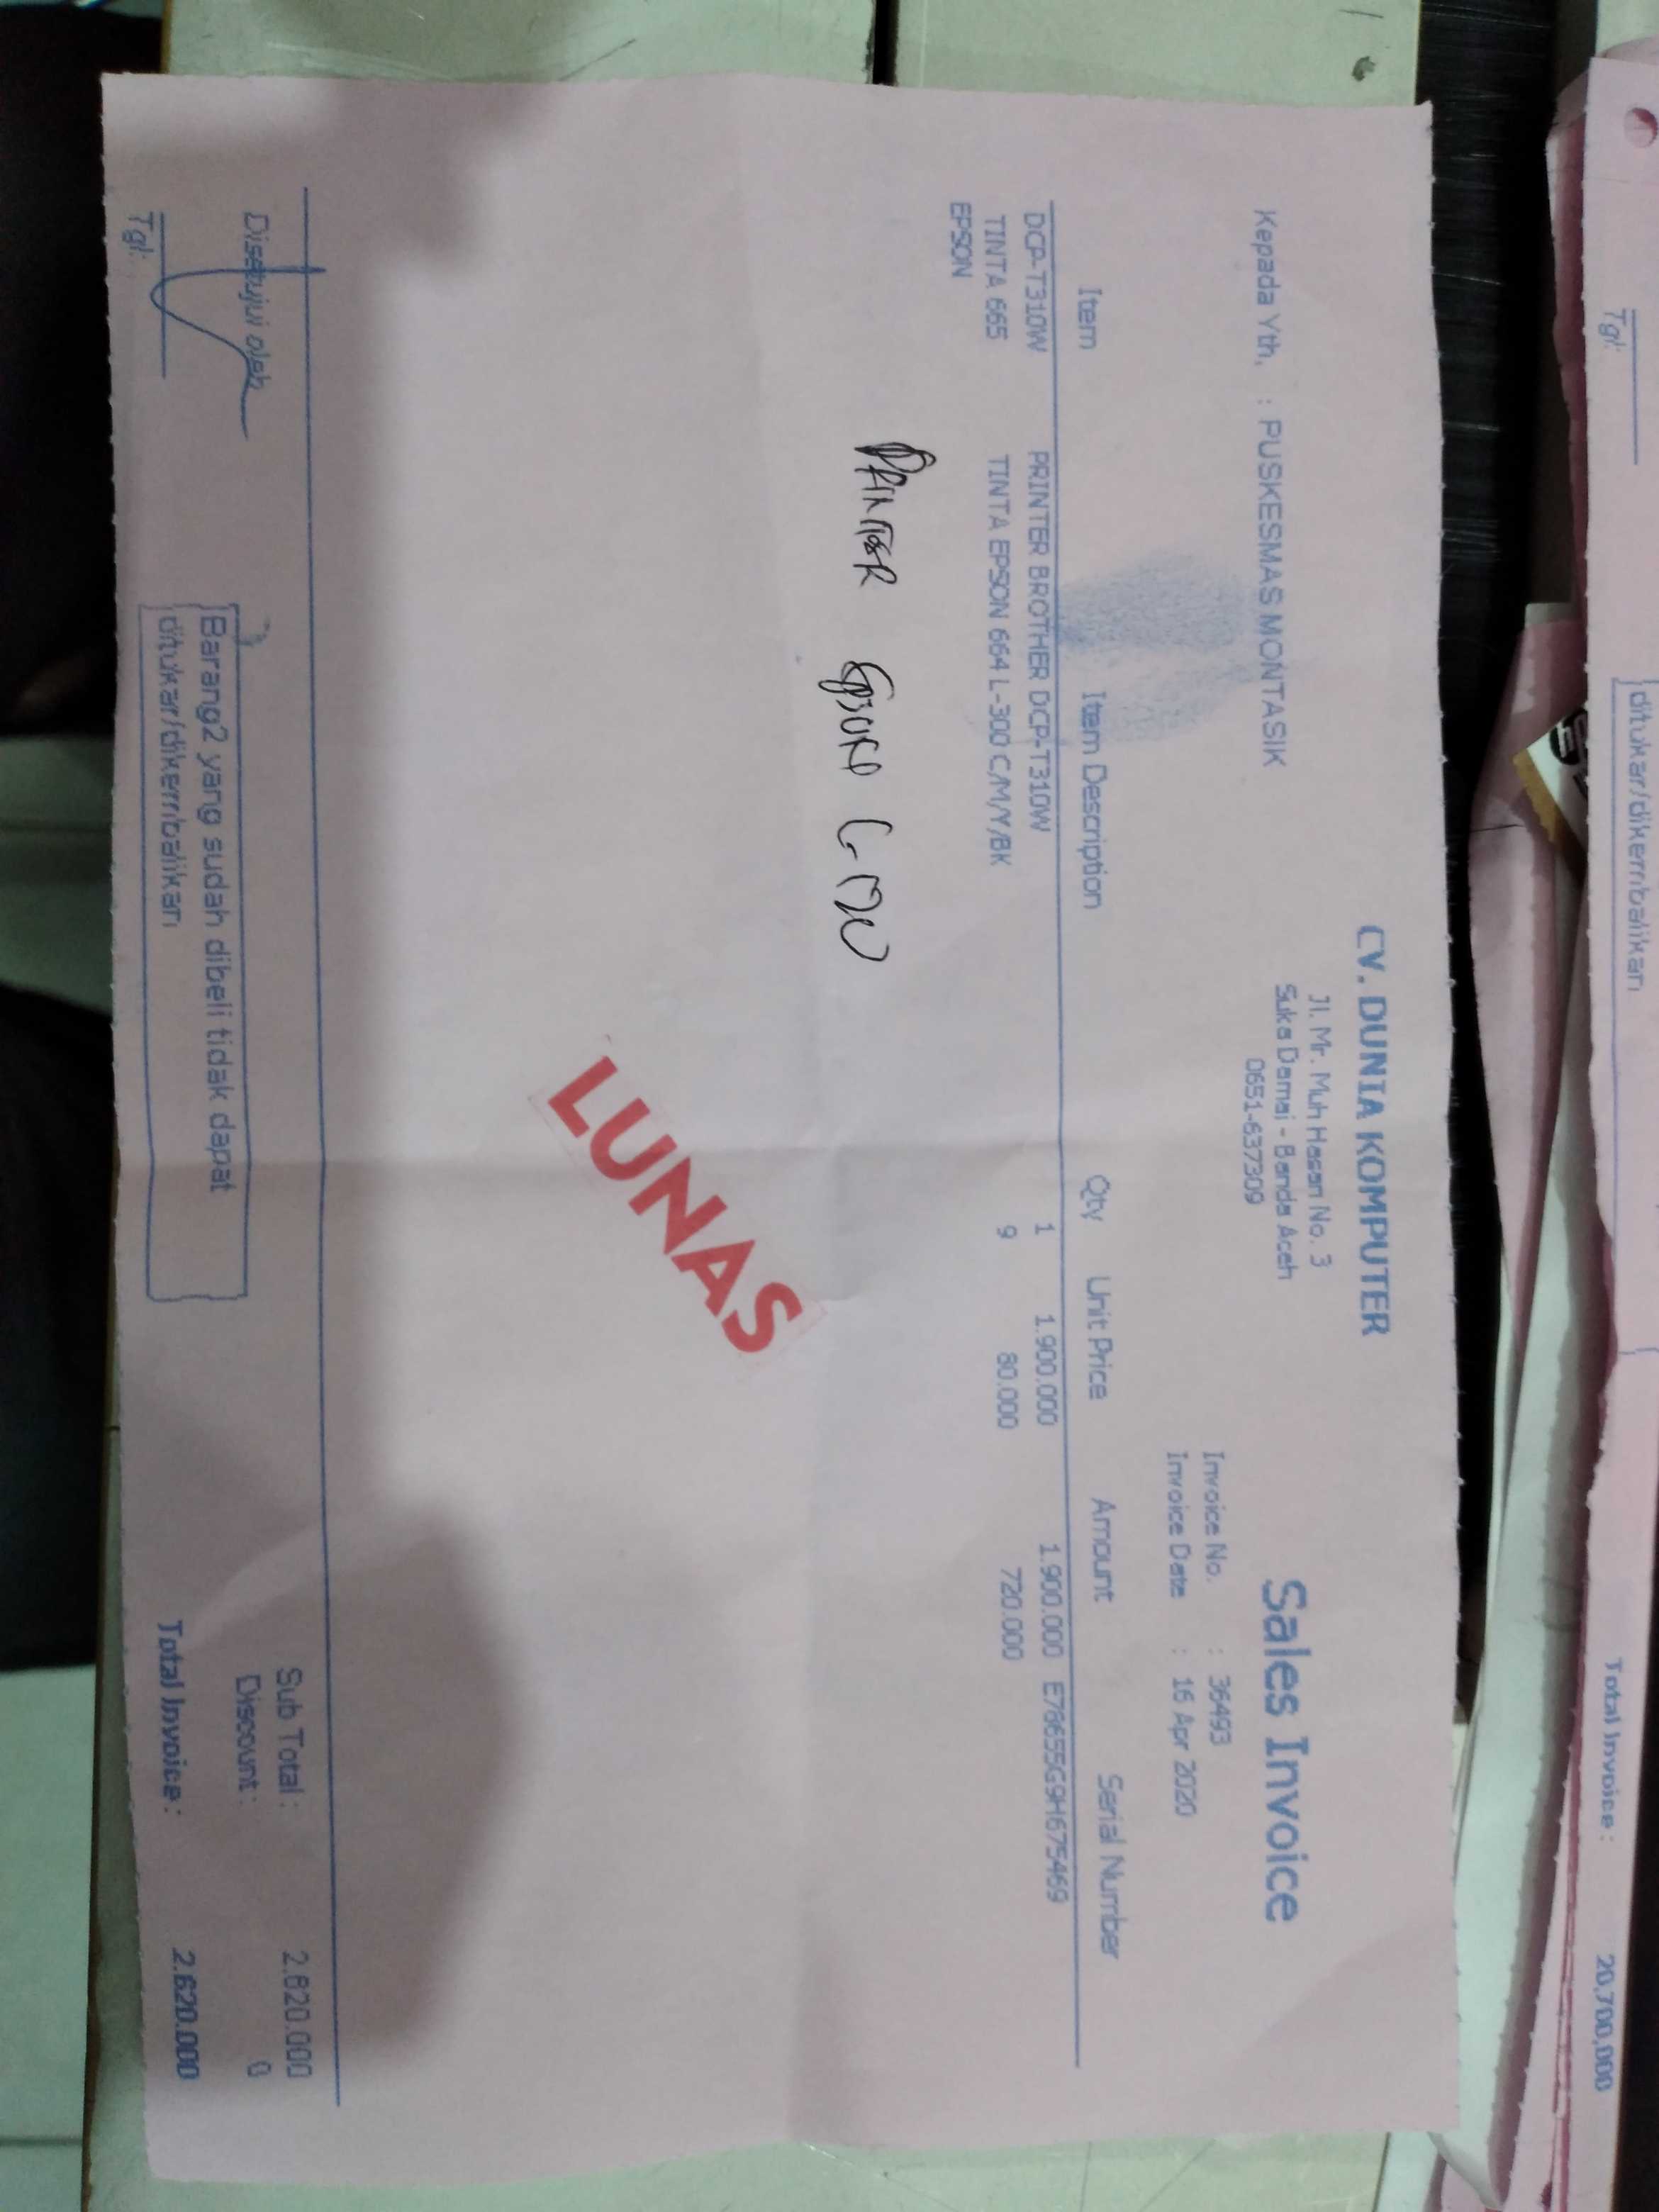 CV. DUNIA KOMPUTER
Jl. Mr. Muh Hasan No. 3
Suka Damai - Banda Aceh
0651-637309
Sales Invoice
Kepada Yth. : PUSKESMAS MONTASIK
Invoice No. : 36493
Invoice Date : 16 Apr 2020
Item Item Description Qty Unit Price Amount Serial Number
DCP-T310W PRINTER BROTHER DCP-T310W 1 1.900.000 1.900.000 E78655G9H675469
TINTA 665 TINTA EPSON 664 L-300 C/M/Y/BK 9 80.000 720.000
EPSON
PRINTER
LUNAS
Disetujui oleh
Tgl:
Barang2 yang sudah dibeli tidak dapat
ditukar/dikembalikan
Sub Total : 2.620.000
Discount : 0
Total Invoice : 2.620.000
Tgl:
ditukar/dikembalikan
Total Invoice : 20,700,000